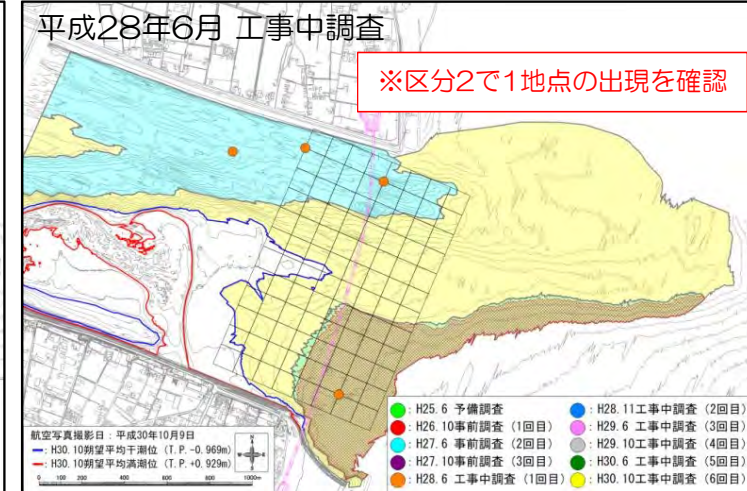 平成28年6月 工事中調査
※区分2で1地点の出現を確認
航空写真撮影日：平成30年10月9日
：H30.10朔望平均干潮位（T.P.-0.969m）
：H30.10朔望平均満潮位（T.P.+0.929m）
1000m
：H25.6 予備調査
：H26.10事前調査（1回目）
：H27.6 事前調査（2回目）
：H27.10事前調査（3回目）
：H28.6 工事中調査（1回目）
：H28.11工事中調査（2回目）
：H29.6 工事中調査（3回目）
：H29.10工事中調査（4回目）
：H30.6 工事中調査（5回目）
：H30.10工事中調査（6回目）